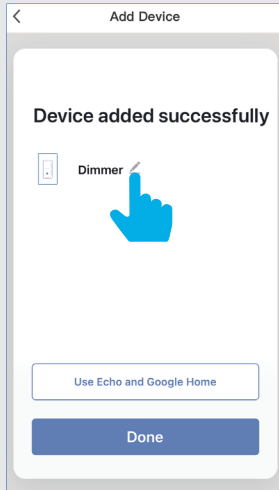 Add Device
Device added successfully
Dimmer
Use Echo and Google Home
Done